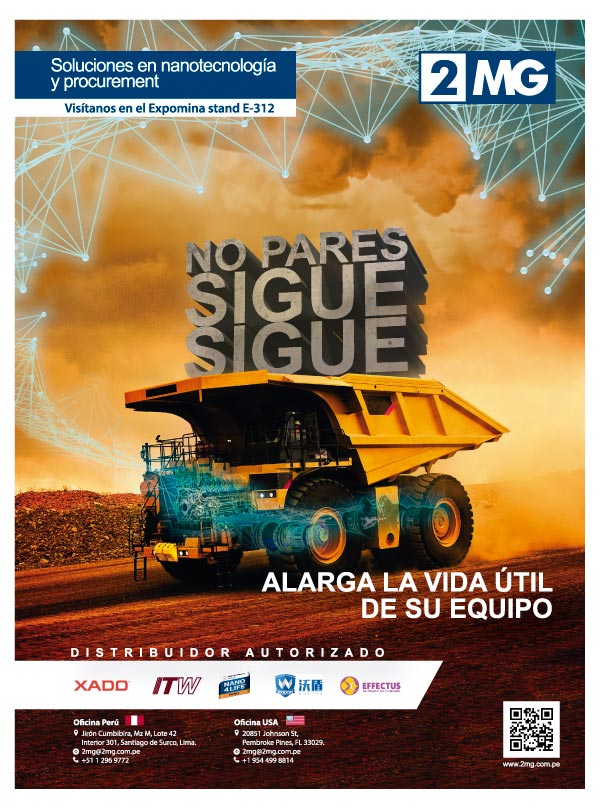 Soluciones en nanotecnología
y procurement
2 MG
Visítanos en el Expomina stand E-312
NO PARES
SIGUE
SIGUE
ALARGA LA VIDA ÚTIL
DE SU EQUIPO
DISTRIBUIDOR AUTORIZADO
XADO
ITW
NANO
4LIFE
沃盾
EFFECTUS
Oficina Perú
Jirón Cumbibira, Mz M, Lote 42
Interior 301, Santiago de Surco, Lima.
2mg@2mg.com.pe
+51 1 296 9772
Oficina USA
20851 Johnson St,
Pembroke Pines, FL 33029.
2mg@2mg.com.pe
+1 954 499 8814
www.2mg.com.pe